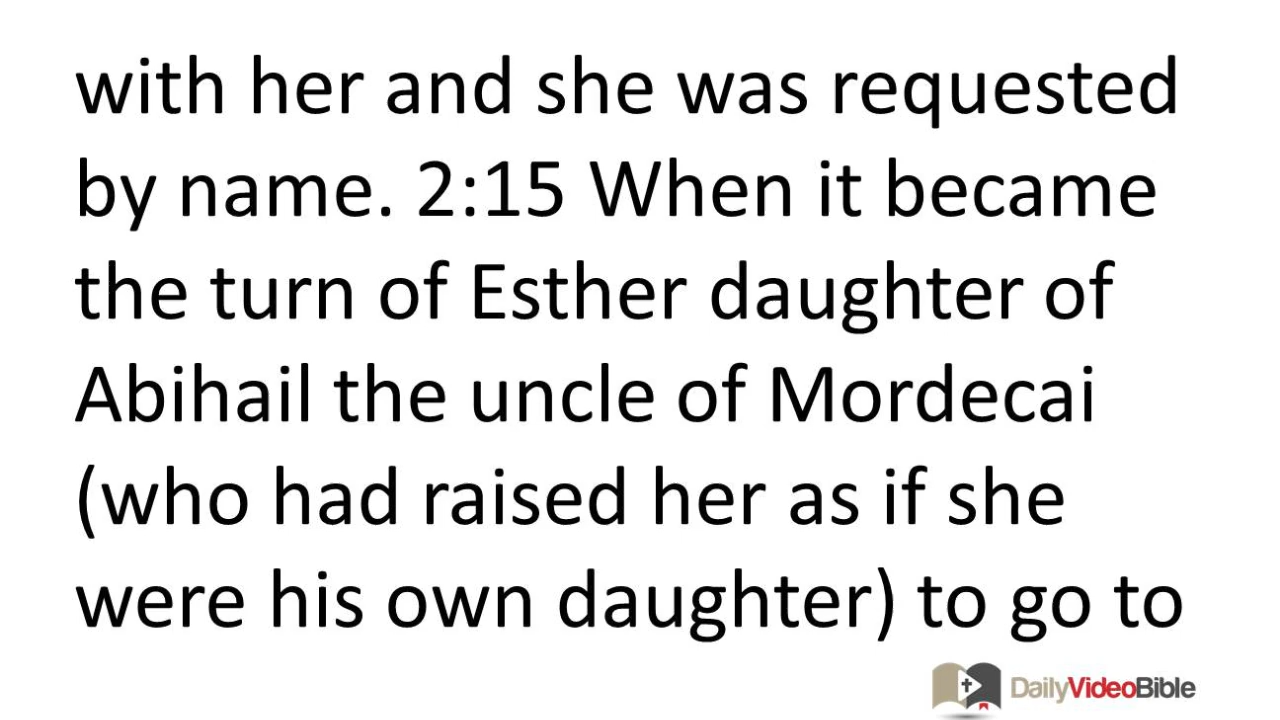 with her and she was requested
by name. 2:15 When it became
the turn of Esther daughter of
Abihail the uncle of Mordecai
(who had raised her as if she
were his own daughter) to go to
DailyVideoBible